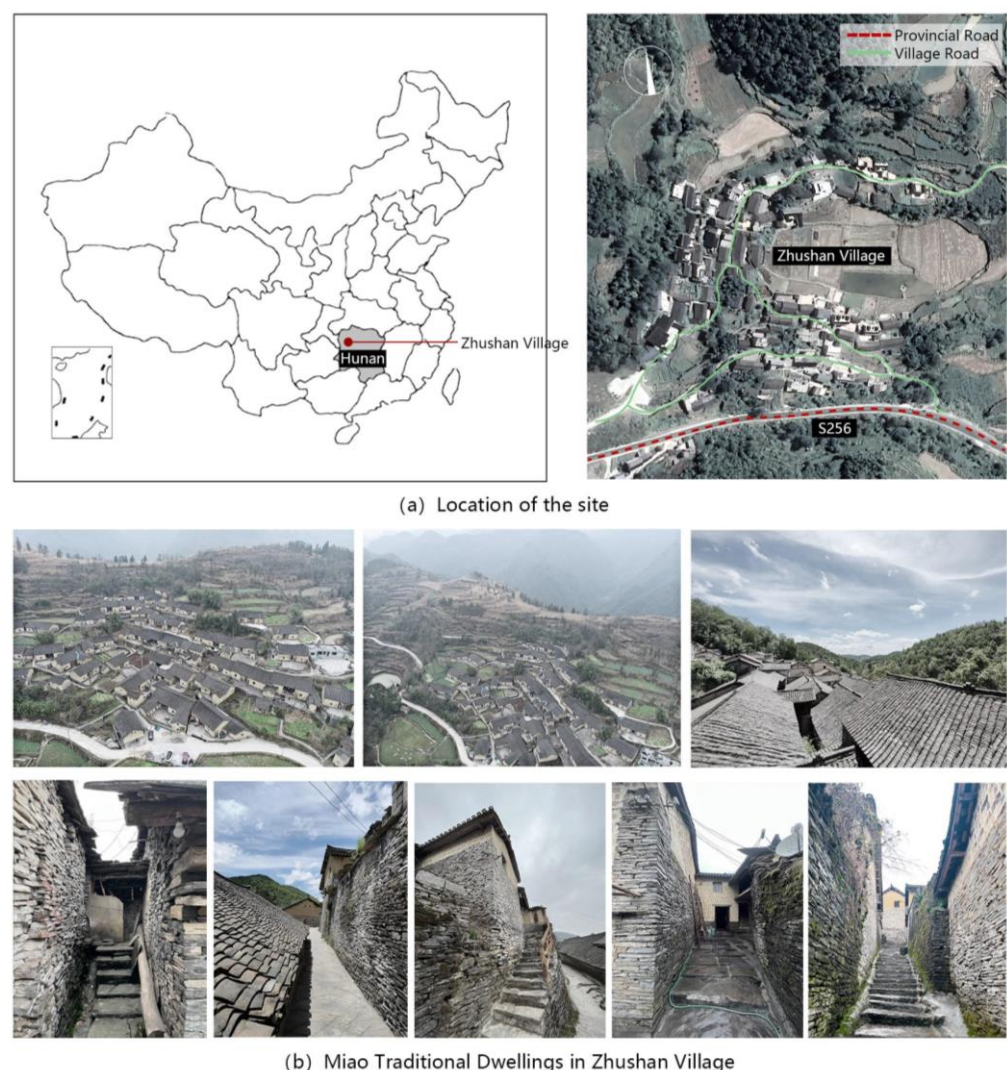 Provincial Road
Village Road
Zhushan Village
Zhushan Village
Hunan
S256
(a) Location of the site
(b) Miao Traditional Dwellings in Zhushan Village